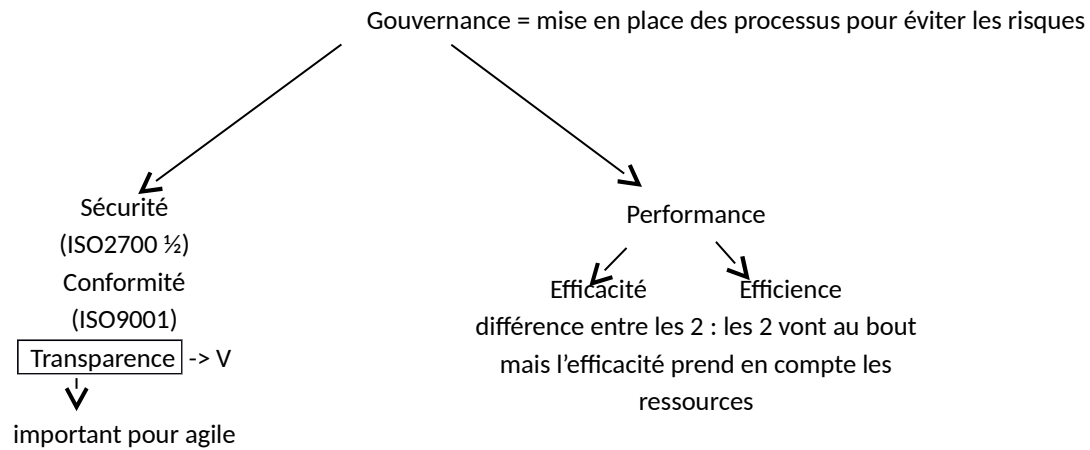 Gouvernance = mise en place des processus pour éviter les risques
Sécurité
(ISO2700 ½)
Conformité
(ISO9001)
Transparence -> V
important pour agile
Performance
Efficacité
Efficience
différence entre les 2 : les 2 vont au bout
mais l’efficacité prend en compte les
ressources